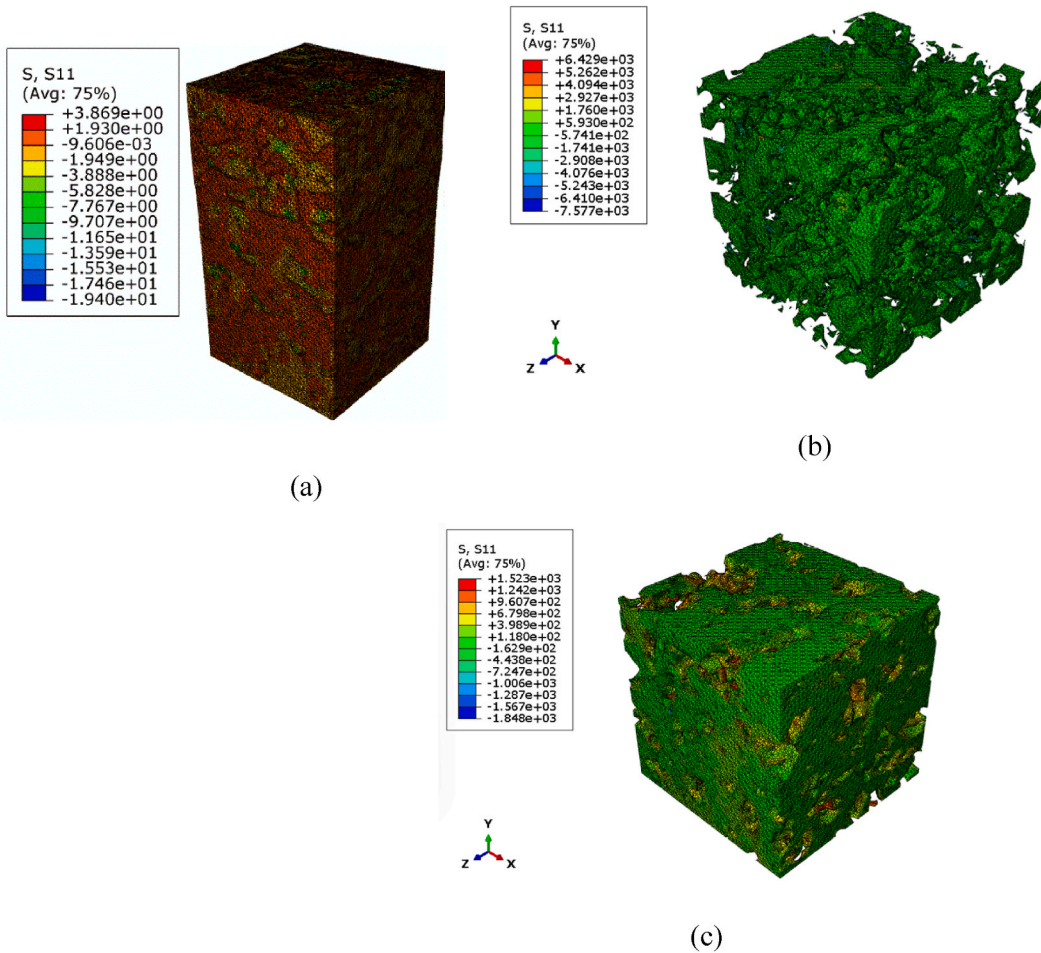 S, S11
(Avg: 75%)
+3.869e+00
+1.930e+00
-9.606e-03
-1.949e+00
-3.888e+00
-5.828e+00
-7.767e+00
-9.707e+00
-1.165e+01
-1.359e+01
-1.553e+01
-1.746e+01
-1.940e+01
(a)
S, S11
(Avg: 75%)
+6.429e+03
+5.262e+03
+4.094e+03
+2.927e+03
+1.760e+03
+5.930e+02
-5.741e+02
-1.741e+03
-2.908e+03
-4.076e+03
-5.243e+03
-6.410e+03
-7.577e+03
Y
Z
X
(b)
S, S11
(Avg: 75%)
+1.523e+03
+1.242e+03
+9.607e+02
+6.798e+02
+3.989e+02
+1.180e+02
-1.629e+02
-4.438e+02
-7.247e+02
-1.006e+03
-1.287e+03
-1.567e+03
-1.848e+03
Y
Z
X
(c)